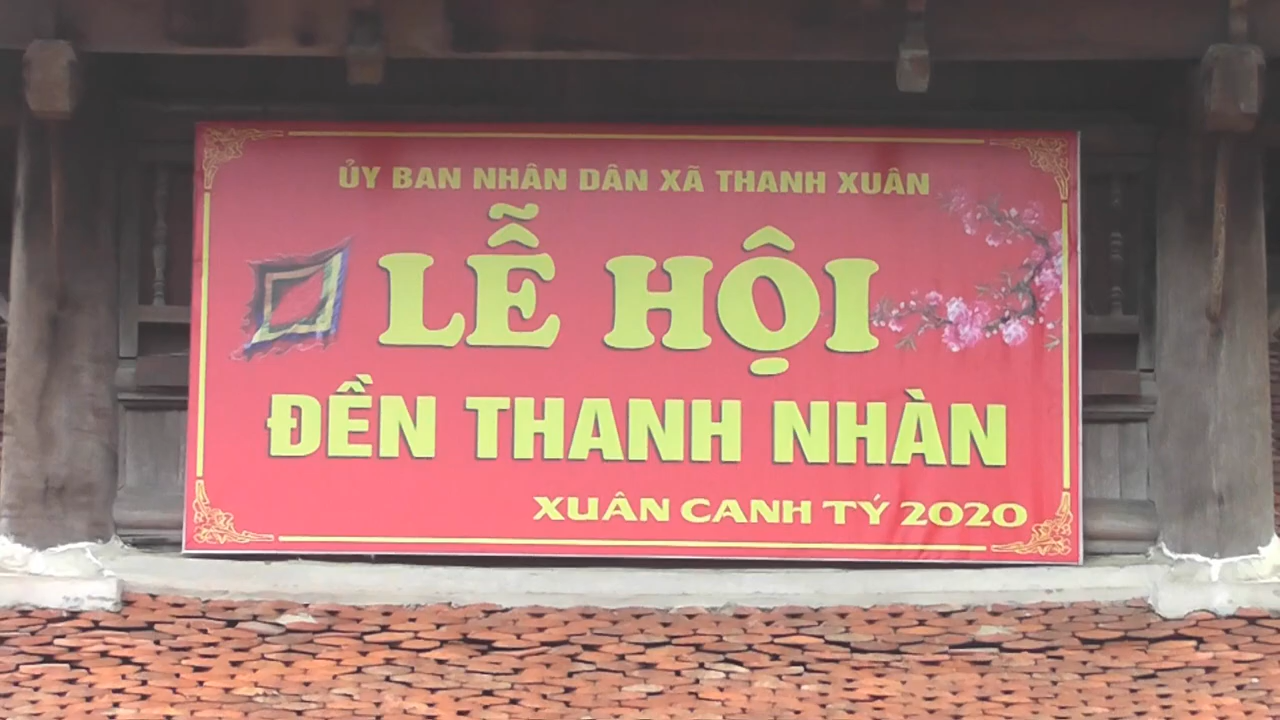 ỦY BAN NHÂN DÂN XÃ THANH XUÂN
LỄ HỘI
ĐỀN THANH NHÀN
XUÂN CANH TÝ 2020